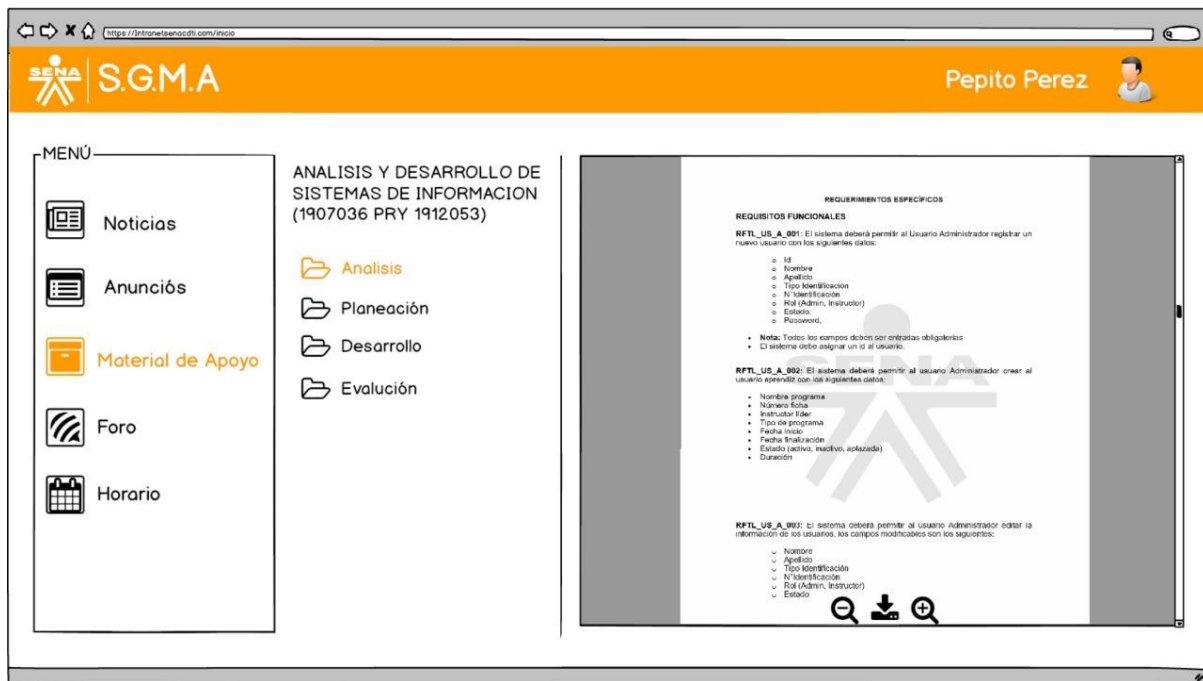 https://Intranetsenacdti.com/inicio
SENA
S.G.M.A
Pepito Perez
MENÚ
Noticias
Anunciós
Material de Apoyo
Foro
Horario
ANALISIS Y DESARROLLO DE
SISTEMAS DE INFORMACION
(1907036 PRY 1912053)
Analisis
Planeación
Desarrollo
Evalución
REQUERIMIENTOS ESPECÍFICOS
REQUISITOS FUNCIONALES
RFTL_US_A_001: El sistema deberá permitir al Usuario Administrador registrar un
nuevo usuario con los siguientes datos:
Id
Nombre
Apellido
Tipo Identificación
N°Identificación
Rol (Admin, Instructor)
Estado.
Password.
Nota: Todos los campos deben ser entradas obligatorias
El sistema debe asignar un id al usuario.
SENA
RFTL_US_A_002: El sistema deberá permitir al usuario Administrador crear al
usuario aprendiz con los siguientes datos:
Nombre programa
Número ficha
Instructor líder
Tipo de programa
Fecha inicio
Fecha finalización
Estado (activo, inactivo, aplazada)
Duración
RFTL_US_A_003: El sistema deberá permitir al usuario Administrador editar la
información de los usuarios, los campos modificables son los siguientes:
Nombre
Apellido
Tipo Identificación
N°Identificación
Rol (Admin, Instructor)
Estado